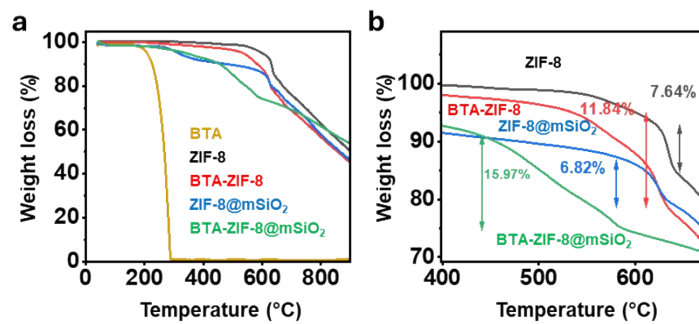 a
Weight loss (%)
100
80
60
40
20
0
BTA
ZIF-8
BTA-ZIF-8
ZIF-8@mSiO₂
BTA-ZIF-8@mSiO₂
0 200 400 600 800
Temperature (°C)
b
Weight loss (%)
100
90
80
70
ZIF-8
7.64%
BTA-ZIF-8
11.84%
ZIF-8@mSiO₂
6.82%
15.97%
BTA-ZIF-8@mSiO₂
400 500 600
Temperature (°C)